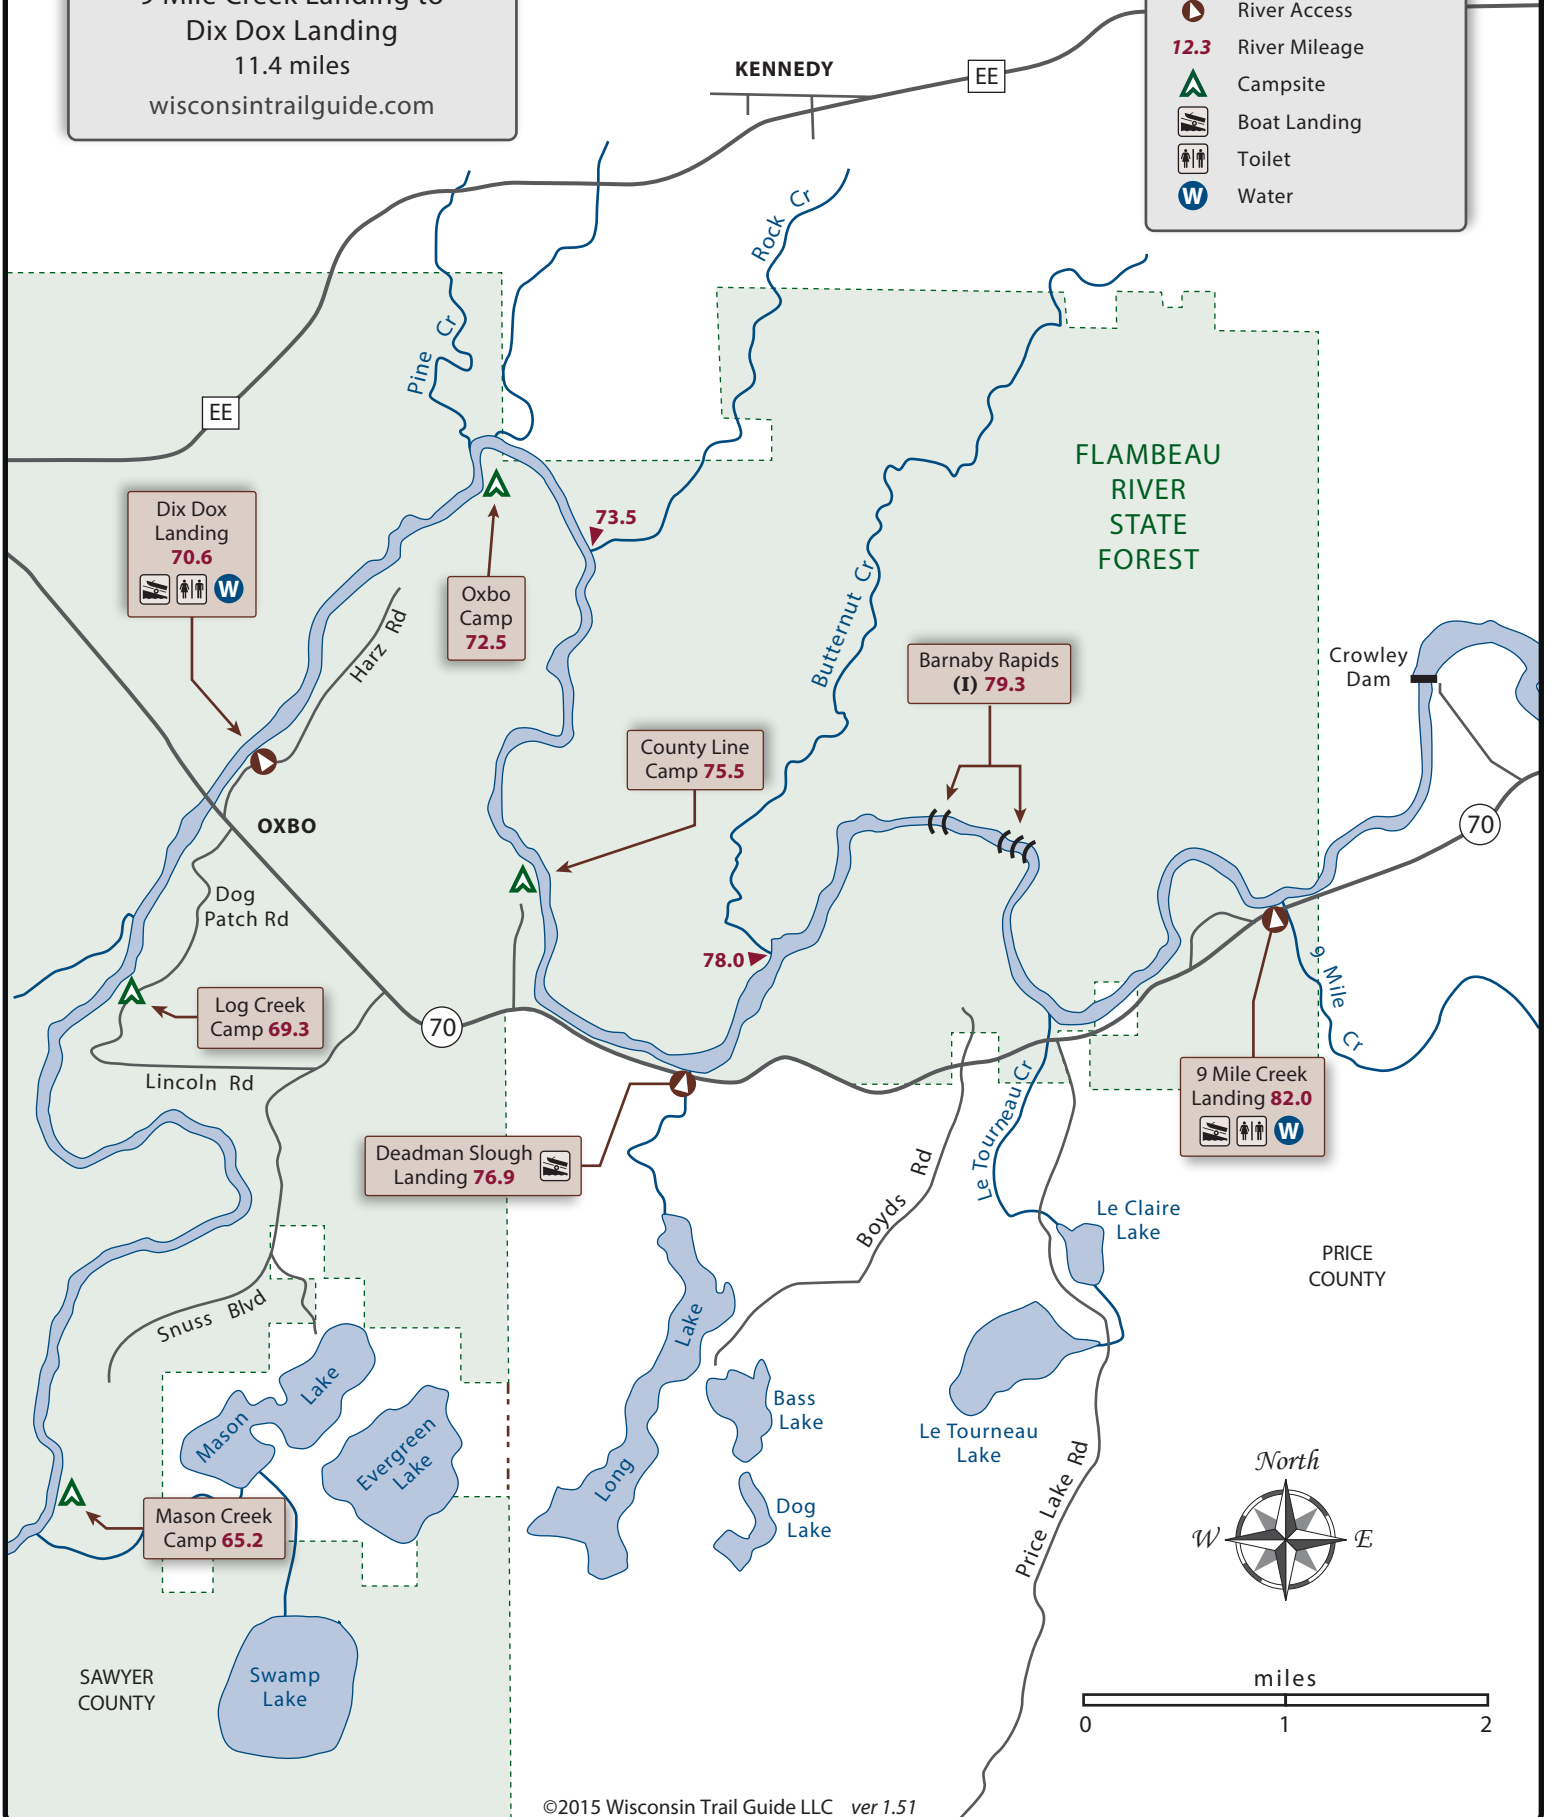 9 Mile Creek Landing to
Dix Dox Landing
11.4 miles
wisconsintrailguide.com
River Access
12.3 River Mileage
Campsite
Boat Landing
Toilet
W Water
KENNEDY
EE
Rock Cr
Pine Cr
EE
FLAMBEAU
RIVER
STATE
FOREST
Dix Dox
Landing
70.6
W
73.5
Oxbo
Camp
72.5
Harz Rd
Butternut Cr
Barnaby Rapids
(I) 79.3
Crowley
Dam
County Line
Camp 75.5
OXBO
70
Dog
Patch Rd
78.0
9 Mile Cr
Log Creek
Camp 69.3
70
Lincoln Rd
9 Mile Creek
Landing 82.0
W
Deadman Slough
Landing 76.9
Le Tourneau Cr
Boyds Rd
Le Claire
Lake
PRICE
COUNTY
Snuss Blvd
Long Lake
Mason Lake
Evergreen
Lake
Bass
Lake
Le Tourneau
Lake
Price Lake Rd
Dog
Lake
Mason Creek
Camp 65.2
North
W E
SAWYER
COUNTY
Swamp
Lake
miles
0 1 2
©2015 Wisconsin Trail Guide LLC ver 1.51